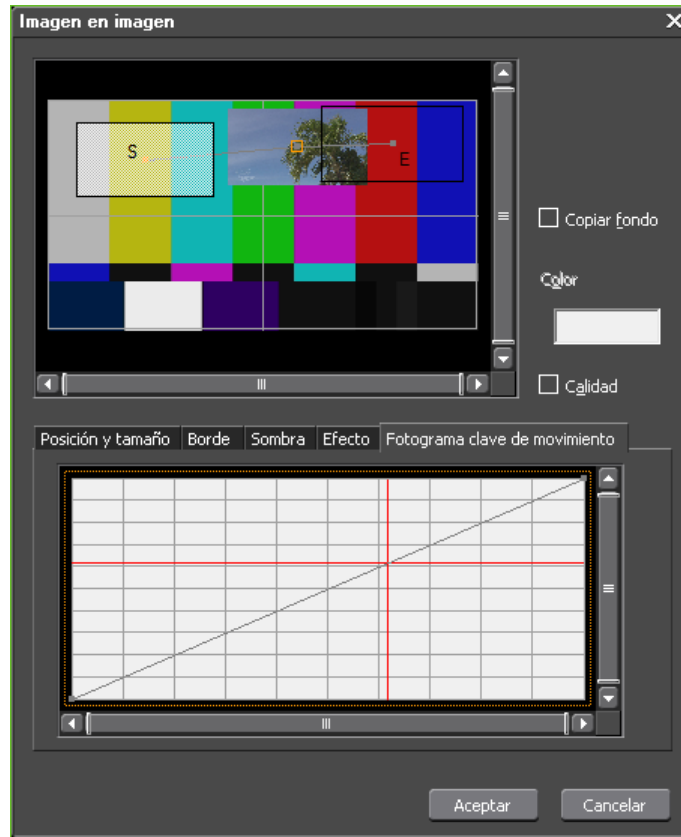 Imagen en imagen
S
E
Copiar fondo
Color
Calidad
Posición y tamaño Borde Sombra Efecto Fotograma clave de movimiento
Aceptar Cancelar